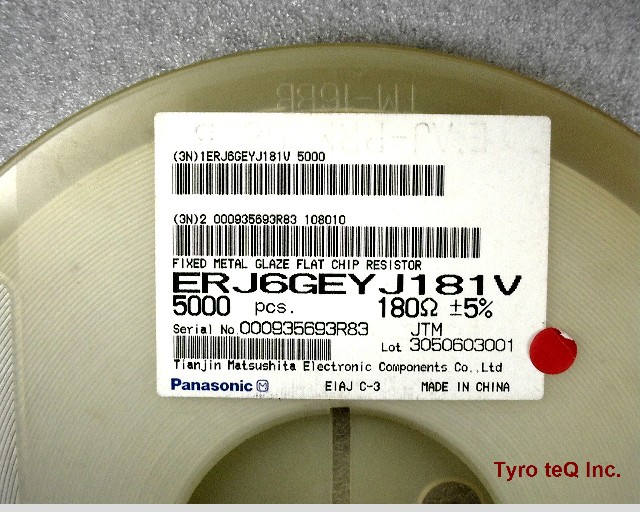 (3N)1ERJ6GEYJ181V 5000
(3N)2 000935693R83 108010
FIXED METAL GLAZE FLAT CHIP RESISTOR
ERJ6GEYJ181V
5000 pcs. 180Ω ±5%
Serial No.000935693R83 JTM
Lot 3050603001
Tianjin Matsushita Electronic Components Co.,Ltd
Panasonic M EIAJ C-3 MADE IN CHINA
Tyro teQ Inc.